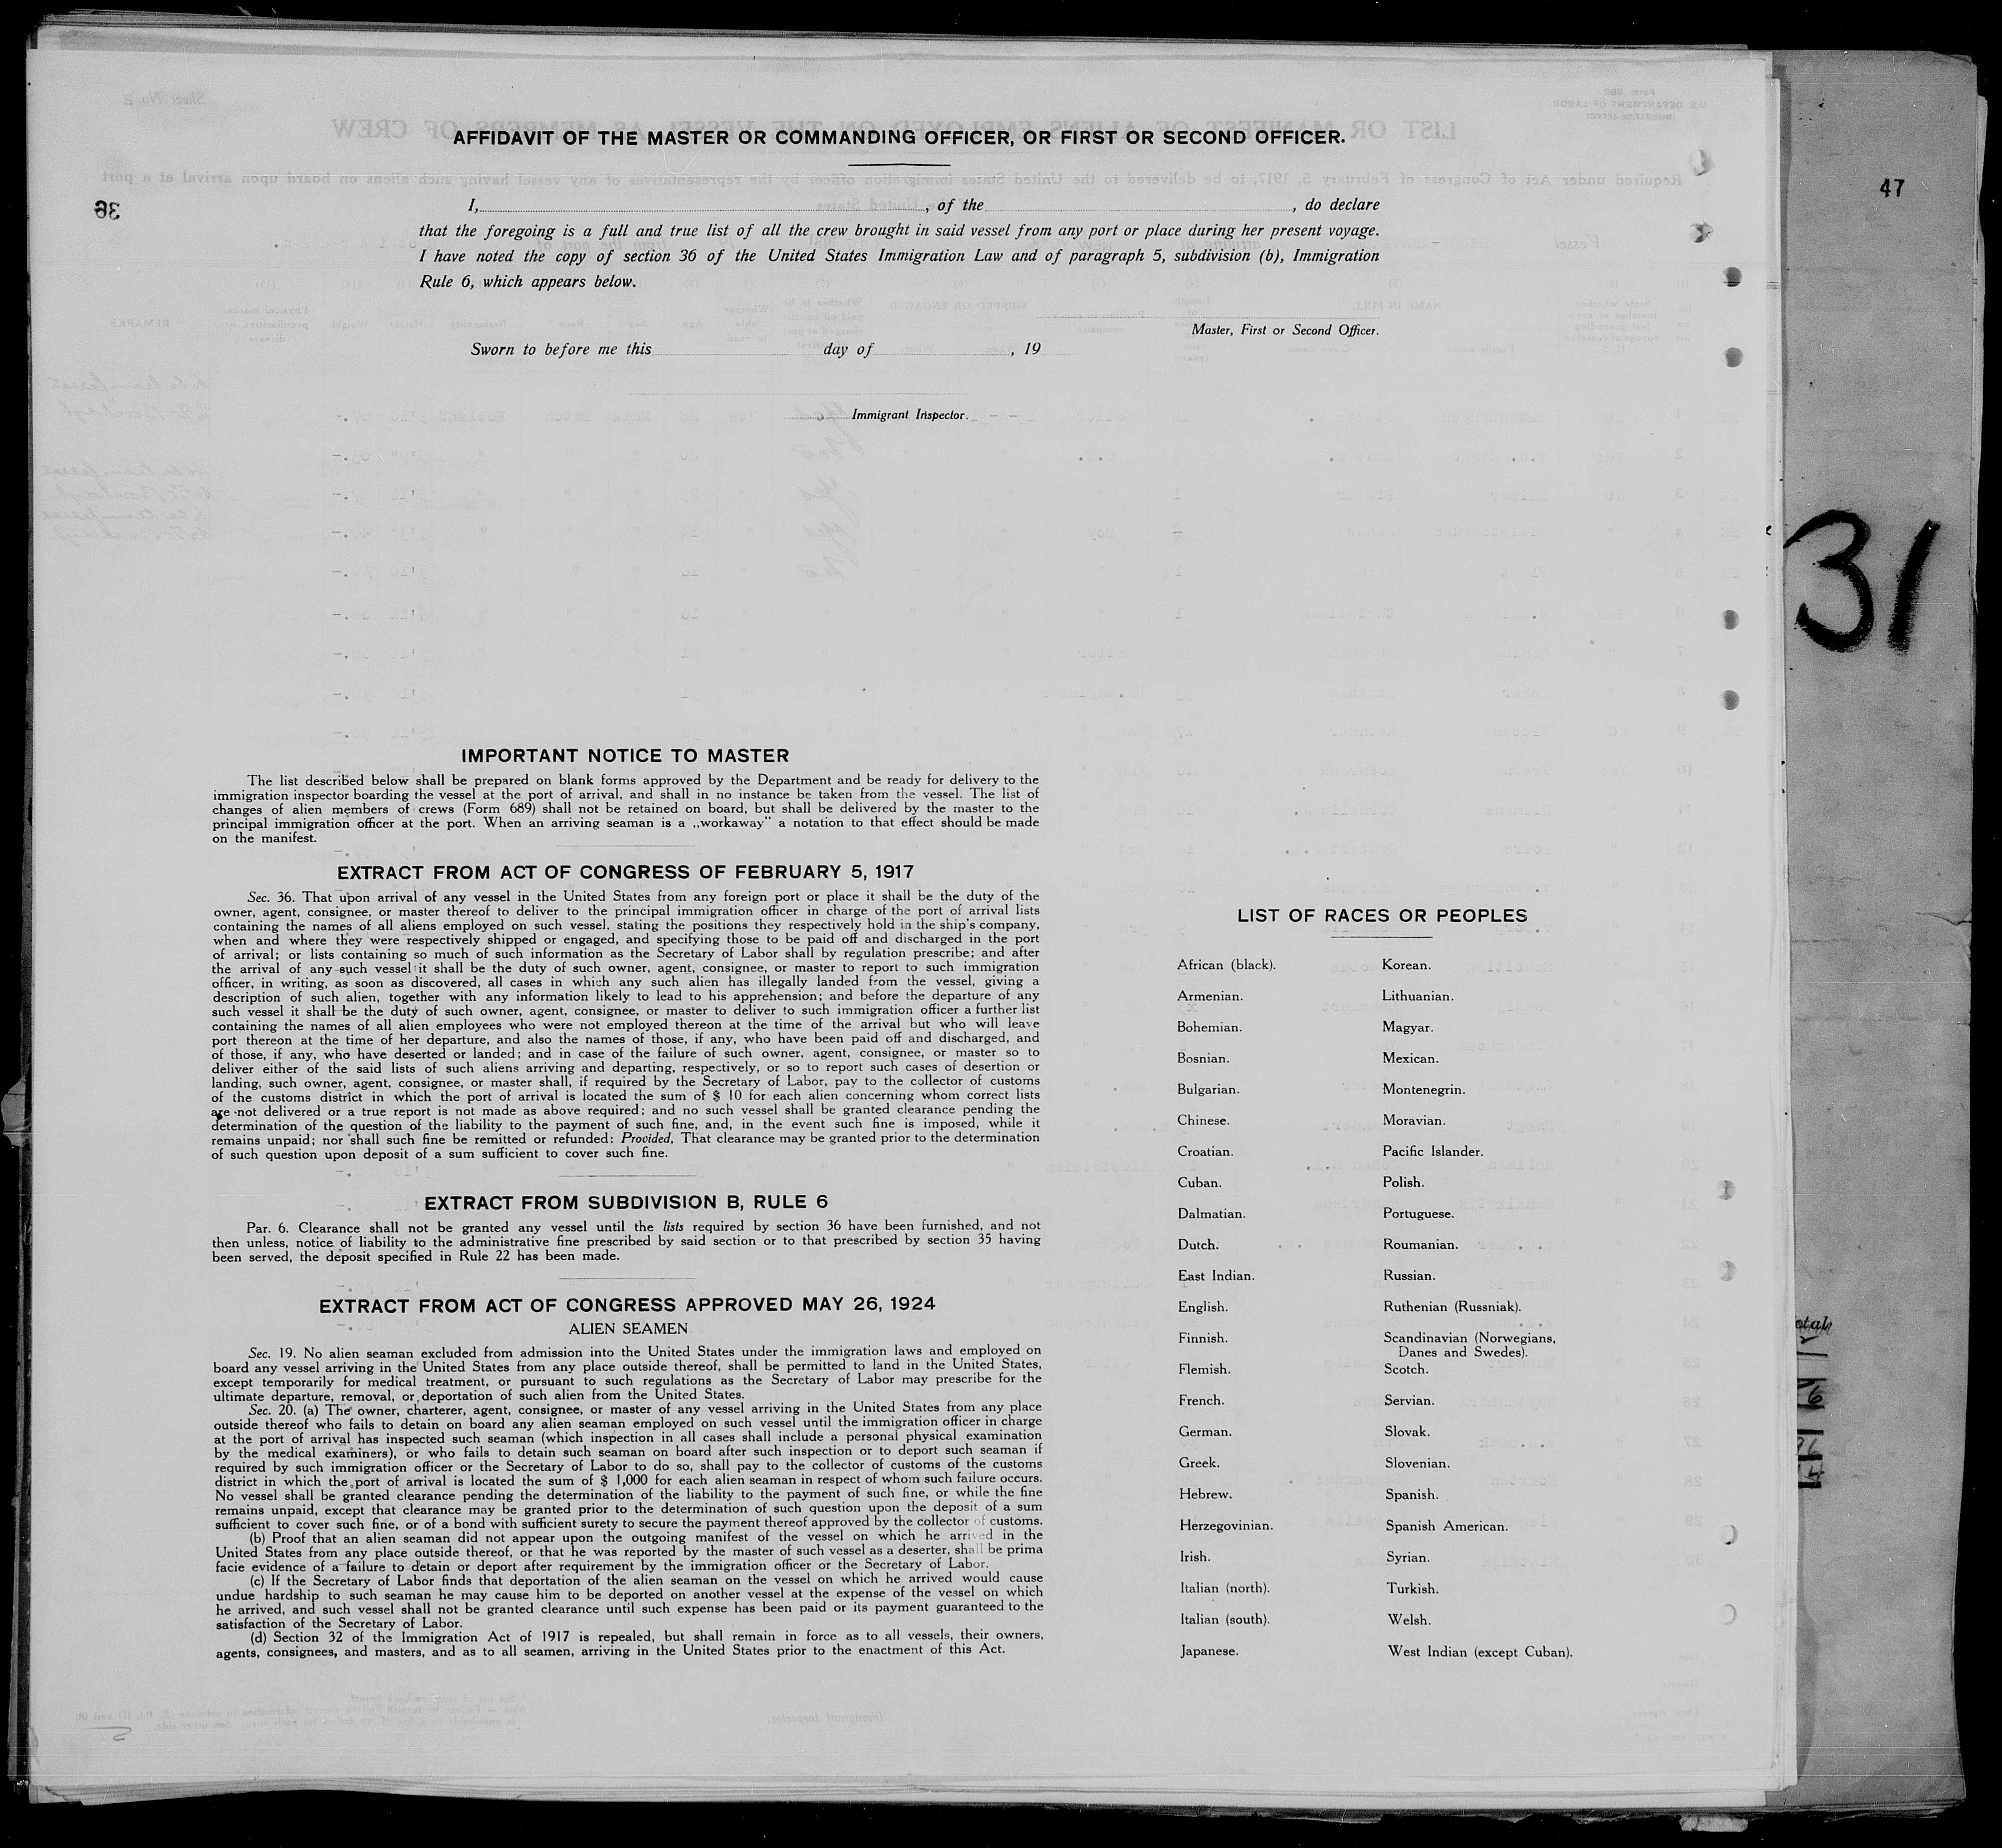 AFFIDAVIT OF THE MASTER OR COMMANDING OFFICER, OR FIRST OR SECOND OFFICER.
36
47
I, , of the , do declare
that the foregoing is a full and true list of all the crew brought in said vessel from any port or place during her present voyage.
I have noted the copy of section 36 of the United States Immigration Law and of paragraph 5, subdivision (b), Immigration
Rule 6, which appears below.
Master, First or Second Officer.
Sworn to before me this day of , 19
Immigrant Inspector.
31
IMPORTANT NOTICE TO MASTER
The list described below shall be prepared on blank forms approved by the Department and be ready for delivery to the
immigration inspector boarding the vessel at the port of arrival, and shall in no instance be taken from the vessel. The list of
changes of alien members of crews (Form 689) shall not be retained on board, but shall be delivered by the master to the
principal immigration officer at the port. When an arriving seaman is a „workaway” a notation to that effect should be made
on the manifest.
EXTRACT FROM ACT OF CONGRESS OF FEBRUARY 5, 1917
Sec. 36. That upon arrival of any vessel in the United States from any foreign port or place it shall be the duty of the
owner, agent, consignee, or master thereof to deliver to the principal immigration officer in charge of the port of arrival lists
containing the names of all aliens employed on such vessel, stating the positions they respectively hold in the ship's company,
when and where they were respectively shipped or engaged, and specifying those to be paid off and discharged in the port
of arrival; or lists containing so much of such information as the Secretary of Labor shall by regulation prescribe; and after
the arrival of any such vessel it shall be the duty of such owner, agent, consignee, or master to report to such immigration
officer, in writing, as soon as discovered, all cases in which any such alien has illegally landed from the vessel, giving a
description of such alien, together with any information likely to lead to his apprehension; and before the departure of any
such vessel it shall be the duty of such owner, agent, consignee, or master to deliver to such immigration officer a further list
containing the names of all alien employees who were not employed thereon at the time of the arrival but who will leave
port thereon at the time of her departure, and also the names of those, if any, who have been paid off and discharged, and
of those, if any, who have deserted or landed; and in case of the failure of such owner, agent, consignee, or master so to
deliver either of the said lists of such aliens arriving and departing, respectively, or so to report such cases of desertion or
landing, such owner, agent, consignee, or master shall, if required by the Secretary of Labor, pay to the collector of customs
of the customs district in which the port of arrival is located the sum of $ 10 for each alien concerning whom correct lists
are not delivered or a true report is not made as above required; and no such vessel shall be granted clearance pending the
determination of the question of the liability to the payment of such fine, and, in the event such fine is imposed, while it
remains unpaid; nor shall such fine be remitted or refunded: Provided, That clearance may be granted prior to the determination
of such question upon deposit of a sum sufficient to cover such fine.
EXTRACT FROM SUBDIVISION B, RULE 6
Par. 6. Clearance shall not be granted any vessel until the lists required by section 36 have been furnished, and not
then unless, notice of liability to the administrative fine prescribed by said section or to that prescribed by section 35 having
been served, the deposit specified in Rule 22 has been made.
EXTRACT FROM ACT OF CONGRESS APPROVED MAY 26, 1924
ALIEN SEAMEN
Sec. 19. No alien seaman excluded from admission into the United States under the immigration laws and employed on
board any vessel arriving in the United States from any place outside thereof, shall be permitted to land in the United States,
except temporarily for medical treatment, or pursuant to such regulations as the Secretary of Labor may prescribe for the
ultimate departure, removal, or deportation of such alien from the United States.
Sec. 20. (a) The owner, charterer, agent, consignee, or master of any vessel arriving in the United States from any place
outside thereof who fails to detain on board any alien seaman employed on such vessel until the immigration officer in charge
at the port of arrival has inspected such seaman (which inspection in all cases shall include a personal physical examination
by the medical examiners), or who fails to detain such seaman on board after such inspection or to deport such seaman if
required by such immigration officer or the Secretary of Labor to do so, shall pay to the collector of customs of the customs
district in which the port of arrival is located the sum of $ 1,000 for each alien seaman in respect of whom such failure occurs.
No vessel shall be granted clearance pending the determination of the liability to the payment of such fine, or while the fine
remains unpaid, except that clearance may be granted prior to the determination of such question upon the deposit of a sum
sufficient to cover such fine, or of a bond with sufficient surety to secure the payment thereof approved by the collector of customs.
(b) Proof that an alien seaman did not appear upon the outgoing manifest of the vessel on which he arrived in the
United States from any place outside thereof, or that he was reported by the master of such vessel as a deserter, shall be prima
facie evidence of a failure to detain or deport after requirement by the immigration officer or the Secretary of Labor.
(c) If the Secretary of Labor finds that deportation of the alien seaman on the vessel on which he arrived would cause
undue hardship to such seaman he may cause him to be deported on another vessel at the expense of the vessel on which
he arrived, and such vessel shall not be granted clearance until such expense has been paid or its payment guaranteed to the
satisfaction of the Secretary of Labor.
(d) Section 32 of the Immigration Act of 1917 is repealed, but shall remain in force as to all vessels, their owners,
agents, consignees, and masters, and as to all seamen, arriving in the United States prior to the enactment of this Act.
LIST OF RACES OR PEOPLES
African (black).
Armenian.
Bohemian.
Bosnian.
Bulgarian.
Chinese.
Croatian.
Cuban.
Dalmatian.
Dutch.
East Indian.
English.
Finnish.
Flemish.
French.
German.
Greek.
Hebrew.
Herzegovinian.
Irish.
Italian (north).
Italian (south).
Japanese.
Korean.
Lithuanian.
Magyar.
Mexican.
Montenegrin.
Moravian.
Pacific Islander.
Polish.
Portuguese.
Roumanian.
Russian.
Ruthenian (Russniak).
Scandinavian (Norwegians,
Danes and Swedes).
Scotch.
Servian.
Slovak.
Slovenian.
Spanish.
Spanish American.
Syrian.
Turkish.
Welsh.
West Indian (except Cuban).